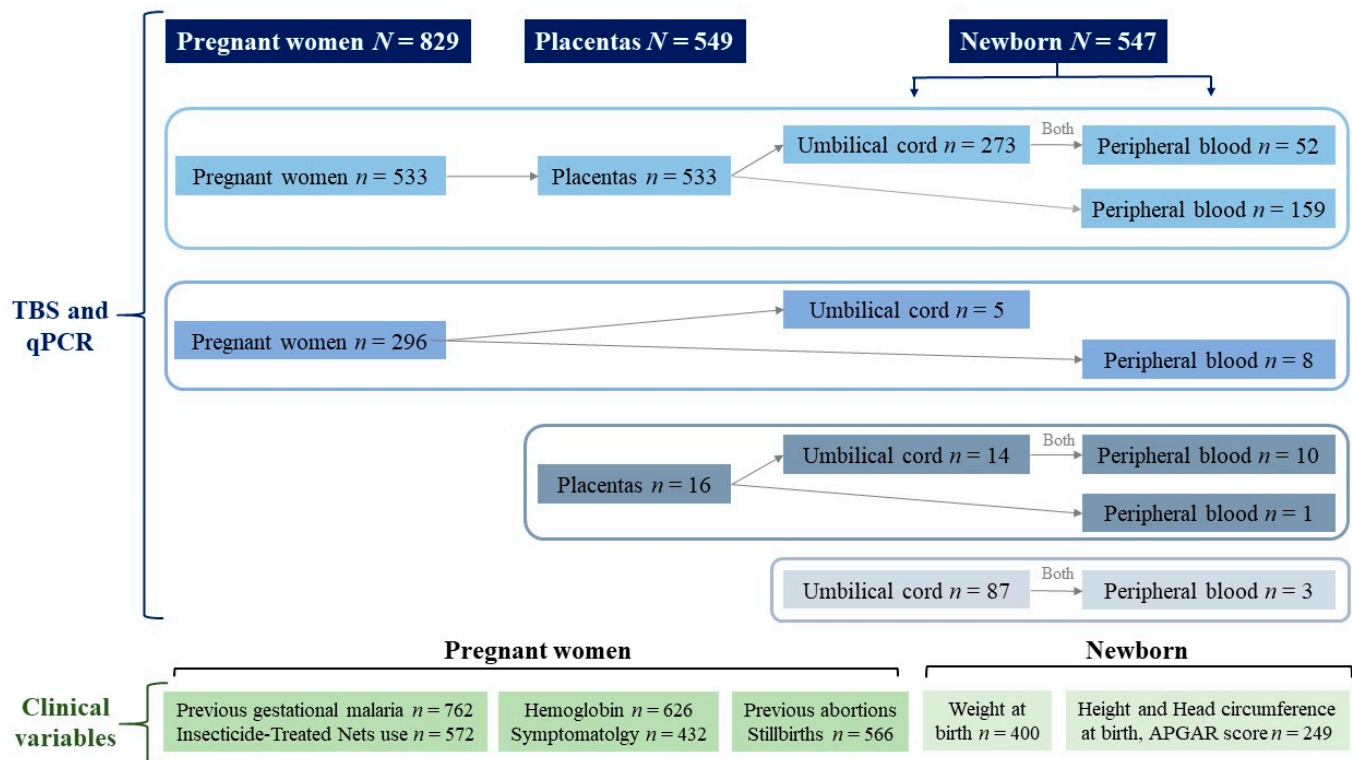 Pregnant women N = 829
Placentas N = 549
Newborn N = 547
TBS and
qPCR
Pregnant women n = 533
Placentas n = 533
Umbilical cord n = 273
Both
Peripheral blood n = 52
Peripheral blood n = 159
Pregnant women n = 296
Umbilical cord n = 5
Peripheral blood n = 8
Placentas n = 16
Umbilical cord n = 14
Both
Peripheral blood n = 10
Peripheral blood n = 1
Umbilical cord n = 87
Both
Peripheral blood n = 3
Pregnant women
Newborn
Clinical
variables
Previous gestational malaria n = 762
Insecticide-Treated Nets use n = 572
Hemoglobin n = 626
Symptomatolgy n = 432
Previous abortions
Stillbirths n = 566
Weight at
birth n = 400
Height and Head circumference
at birth, APGAR score n = 249